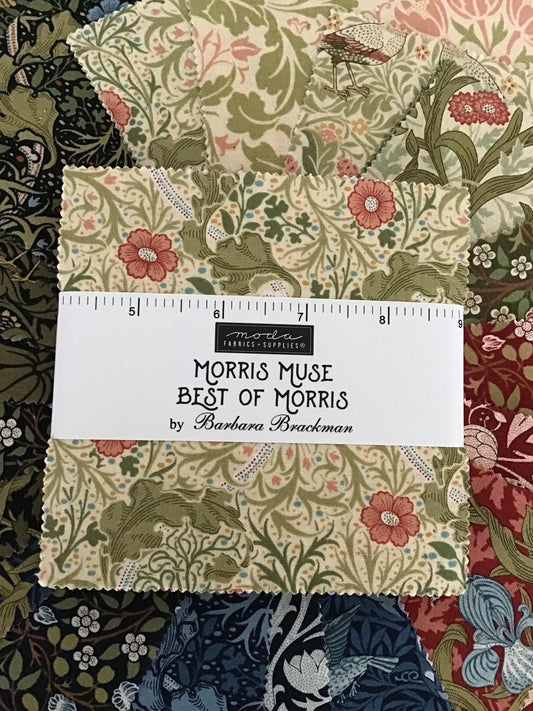 5 6 7 8 9
moda
FABRICS + SUPPLIES®
MORRIS MUSE
BEST OF MORRIS
by Barbara Brackman